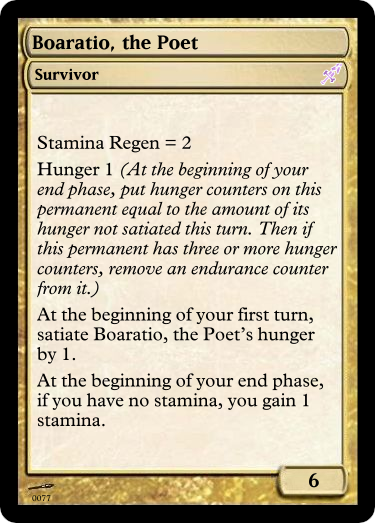 Boaratio, the Poet
Survivor
Stamina Regen = 2
Hunger 1 (At the beginning of your
end phase, put hunger counters on this
permanent equal to the amount of its
hunger not satiated this turn. Then if
this permanent has three or more hunger
counters, remove an endurance counter
from it.)
At the beginning of your first turn,
satiate Boaratio, the Poet's hunger
by 1.
At the beginning of your end phase,
if you have no stamina, you gain 1
stamina.
6
0077